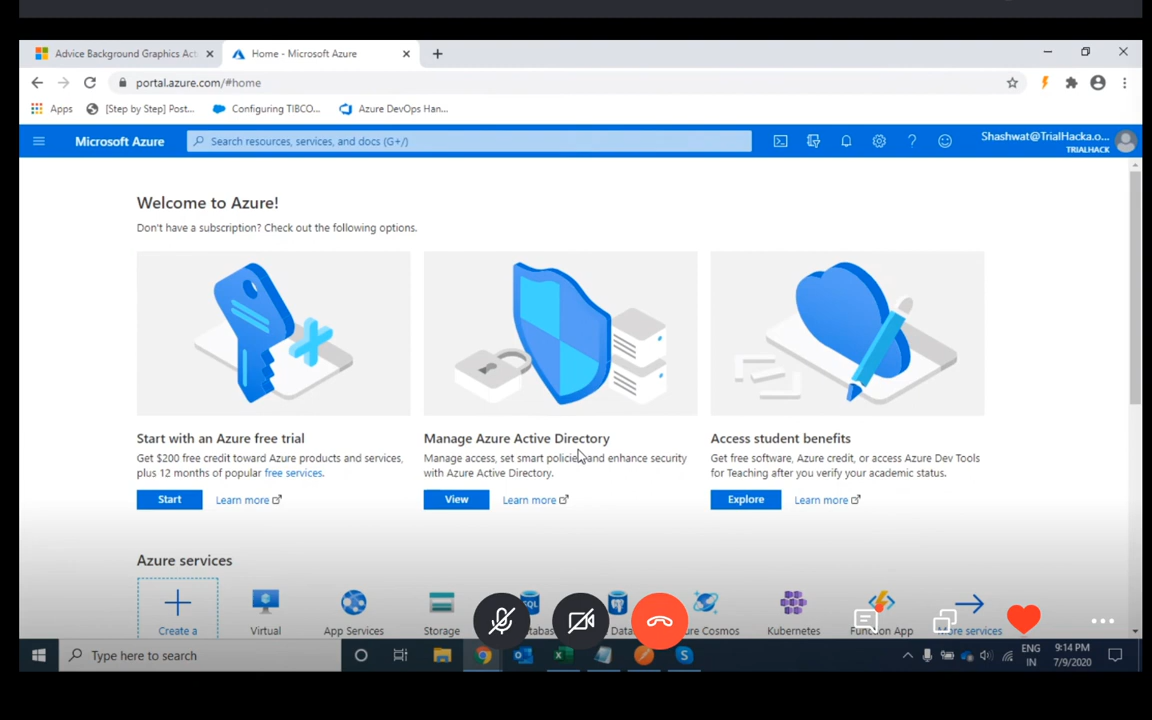 Advice Background Graphics Act
Home - Microsoft Azure
portal.azure.com/#home
Apps
[Step by Step] Post...
Configuring TIBCO...
Azure DevOps Han...
Microsoft Azure
Search resources, services, and docs (G+/)
Shashwat@TrialHacka.o...
TRIALHACK
Welcome to Azure!
Don't have a subscription? Check out the following options.
Start with an Azure free trial
Get $200 free credit toward Azure products and services,
plus 12 months of popular free services.
Start
Learn more
Manage Azure Active Directory
Manage access, set smart policies and enhance security
with Azure Active Directory.
View
Learn more
Access student benefits
Get free software, Azure credit, or access Azure Dev Tools
for Teaching after you verify your academic status.
Explore
Learn more
Azure services
Create a
Virtual
App Services
Storage
SQL
Cosmos
Kubernetes
Function App
services
Type here to search
ENG
IN
9:14 PM
7/9/2020